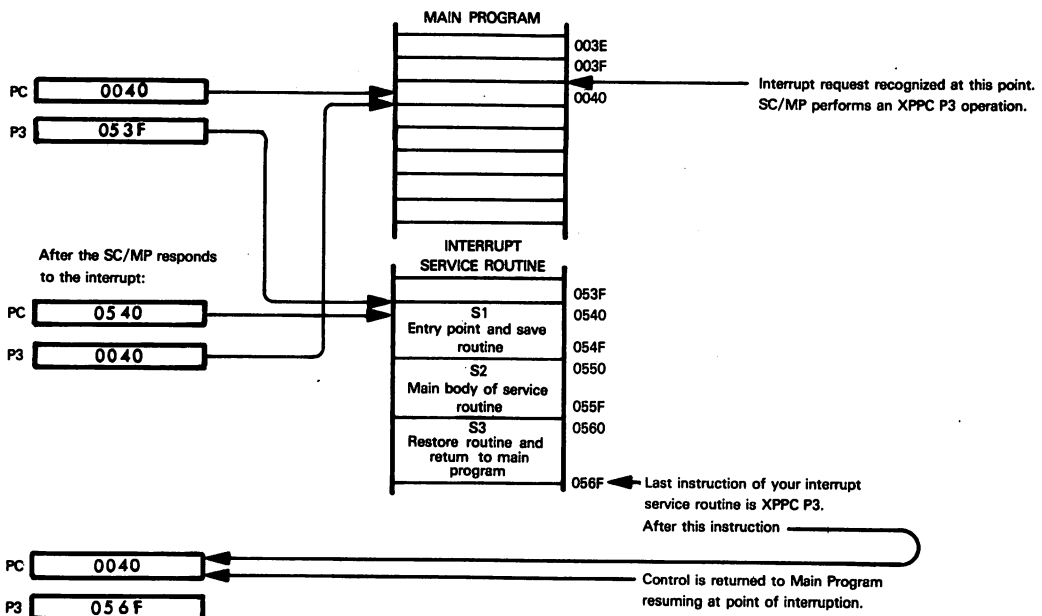 MAIN PROGRAM
003E
003F
PC 0040
0040
Interrupt request recognized at this point.
SC/MP performs an XPPC P3 operation.
P3 053F
INTERRUPT
SERVICE ROUTINE
After the SC/MP responds
to the interrupt:
053F
PC 0540
S1
0540
Entry point and save
routine
054F
P3 0040
S2
0550
Main body of service
routine
055F
S3
0560
Restore routine and
return to main
program
056F
Last instruction of your interrupt
service routine is XPPC P3.
After this instruction
PC 0040
Control is returned to Main Program
resuming at point of interruption.
P3 056F